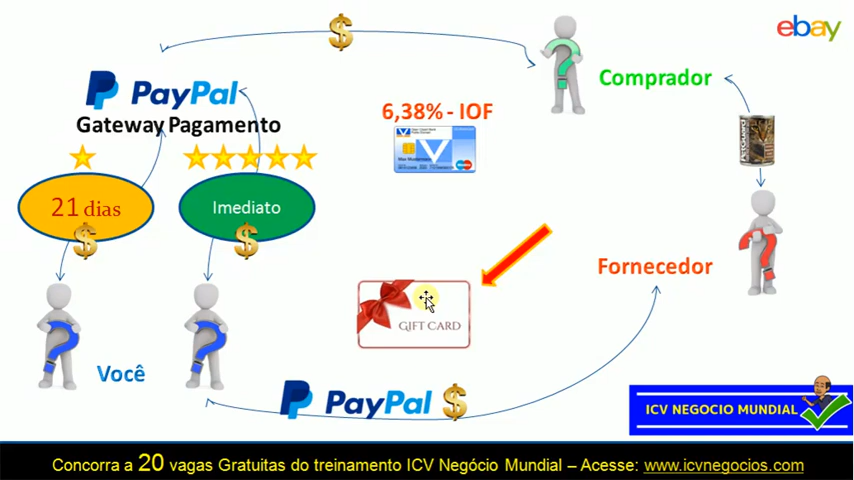 ebay
Comprador
PayPal
Gateway Pagamento
6,38% - IOF
21 dias
Imediato
$
PetGuard
Fornecedor
GIFT CARD
Você
PayPal
ICV NEGOCIO MUNDIAL
Concorra a 20 vagas Gratuitas do treinamento ICV Negócio Mundial – Acesse: www.icvnegocios.com